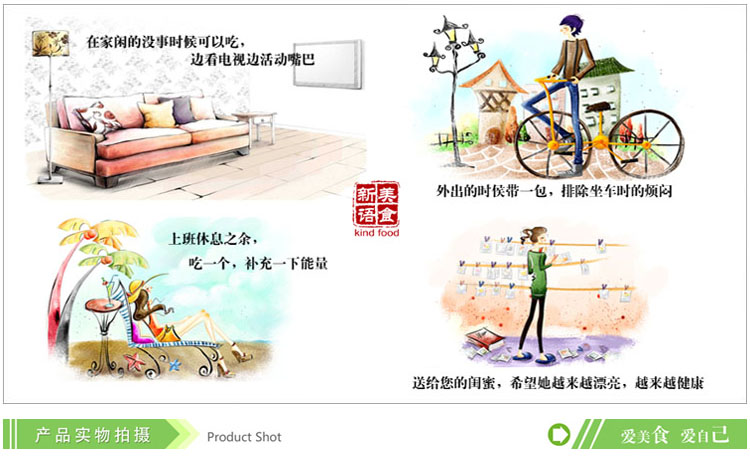 在家闲的没事时候可以吃，
边看电视边活动嘴巴
外出的时侯带一包，排除坐车时的烦闷
新美
语食
kind food
上班休息之余，
吃一个，补充一下能量
送给您的闺蜜，希望她越来越漂亮，越来越健康
产品实物拍摄
Product Shot
爱美食 爱自己